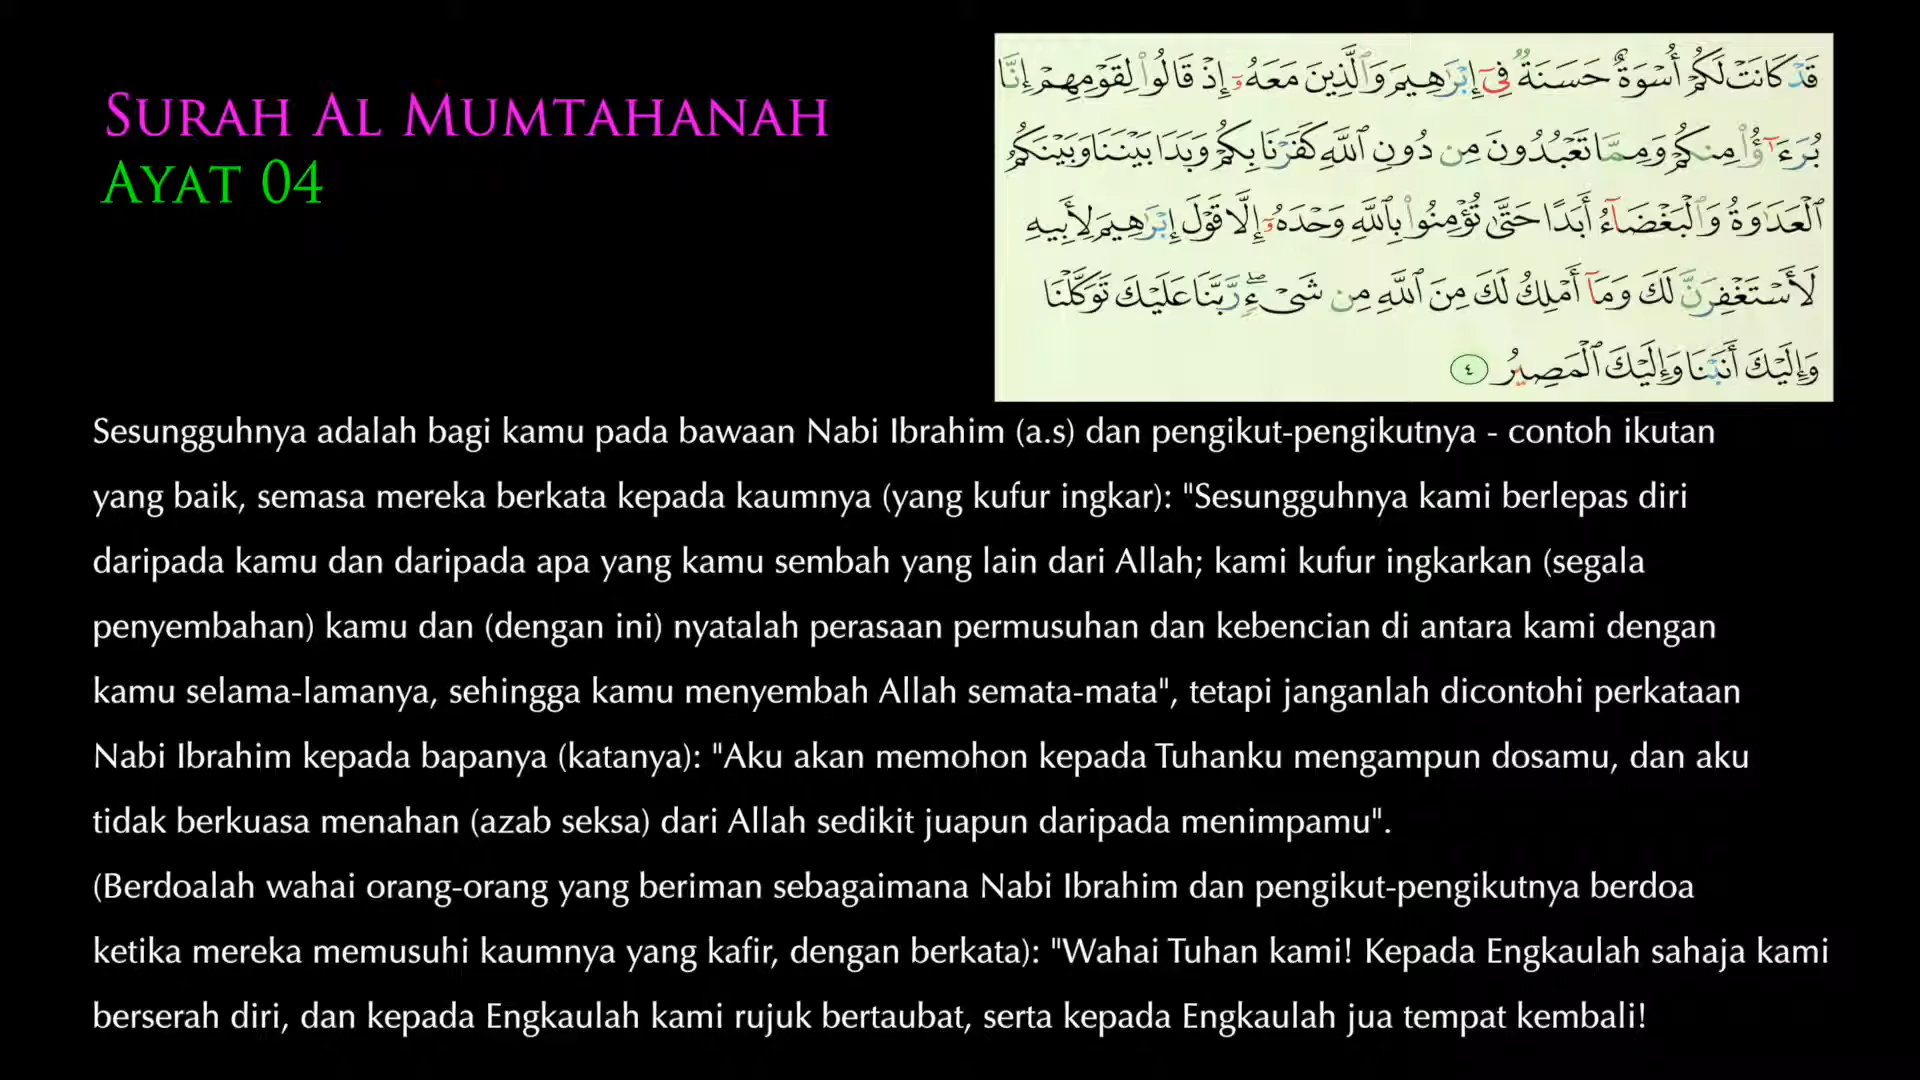 SURAH AL MUMTAHANAH
AYAT 04
قَدْ كَانَتْ لَكُمْ أُسْوَةٌ حَسَنَةٌ فِىٓ إِبْرَٰهِيمَ وَٱلَّذِينَ مَعَهُۥٓ إِذْ قَالُوا۟ لِقَوْمِهِمْ إِنَّا
بُرَءَٰٓؤُا۟ مِنكُمْ وَمِمَّا تَعْبُدُونَ مِن دُونِ ٱللَّهِ كَفَرْنَا بِكُمْ وَبَدَا بَيْنَنَا وَبَيْنَكُمُ
ٱلْعَدَٰوَةُ وَٱلْبَغْضَآءُ أَبَدًا حَتَّىٰ تُؤْمِنُوا۟ بِٱللَّهِ وَحْدَهُۥٓ إِلَّا قَوْلَ إِبْرَٰهِيمَ لِأَبِيهِ
لَأَسْتَغْفِرَنَّ لَكَ وَمَآ أَمْلِكُ لَكَ مِنَ ٱللَّهِ مِن شَىْءٍ ۖ رَّبَّنَا عَلَيْكَ تَوَكَّلْنَا
وَإِلَيْكَ أَنَبْنَا وَإِلَيْكَ ٱلْمَصِيرُ ٤
Sesungguhnya adalah bagi kamu pada bawaan Nabi Ibrahim (a.s) dan pengikut-pengikutnya - contoh ikutan
yang baik, semasa mereka berkata kepada kaumnya (yang kufur ingkar): "Sesungguhnya kami berlepas diri
daripada kamu dan daripada apa yang kamu sembah yang lain dari Allah; kami kufur ingkarkan (segala
penyembahan) kamu dan (dengan ini) nyatalah perasaan permusuhan dan kebencian di antara kami dengan
kamu selama-lamanya, sehingga kamu menyembah Allah semata-mata", tetapi janganlah dicontohi perkataan
Nabi Ibrahim kepada bapanya (katanya): "Aku akan memohon kepada Tuhanku mengampun dosamu, dan aku
tidak berkuasa menahan (azab seksa) dari Allah sedikit juapun daripada menimpamu".
(Berdoalah wahai orang-orang yang beriman sebagaimana Nabi Ibrahim dan pengikut-pengikutnya berdoa
ketika mereka memusuhi kaumnya yang kafir, dengan berkata): "Wahai Tuhan kami! Kepada Engkaulah sahaja kami
berserah diri, dan kepada Engkaulah kami rujuk bertaubat, serta kepada Engkaulah jua tempat kembali!